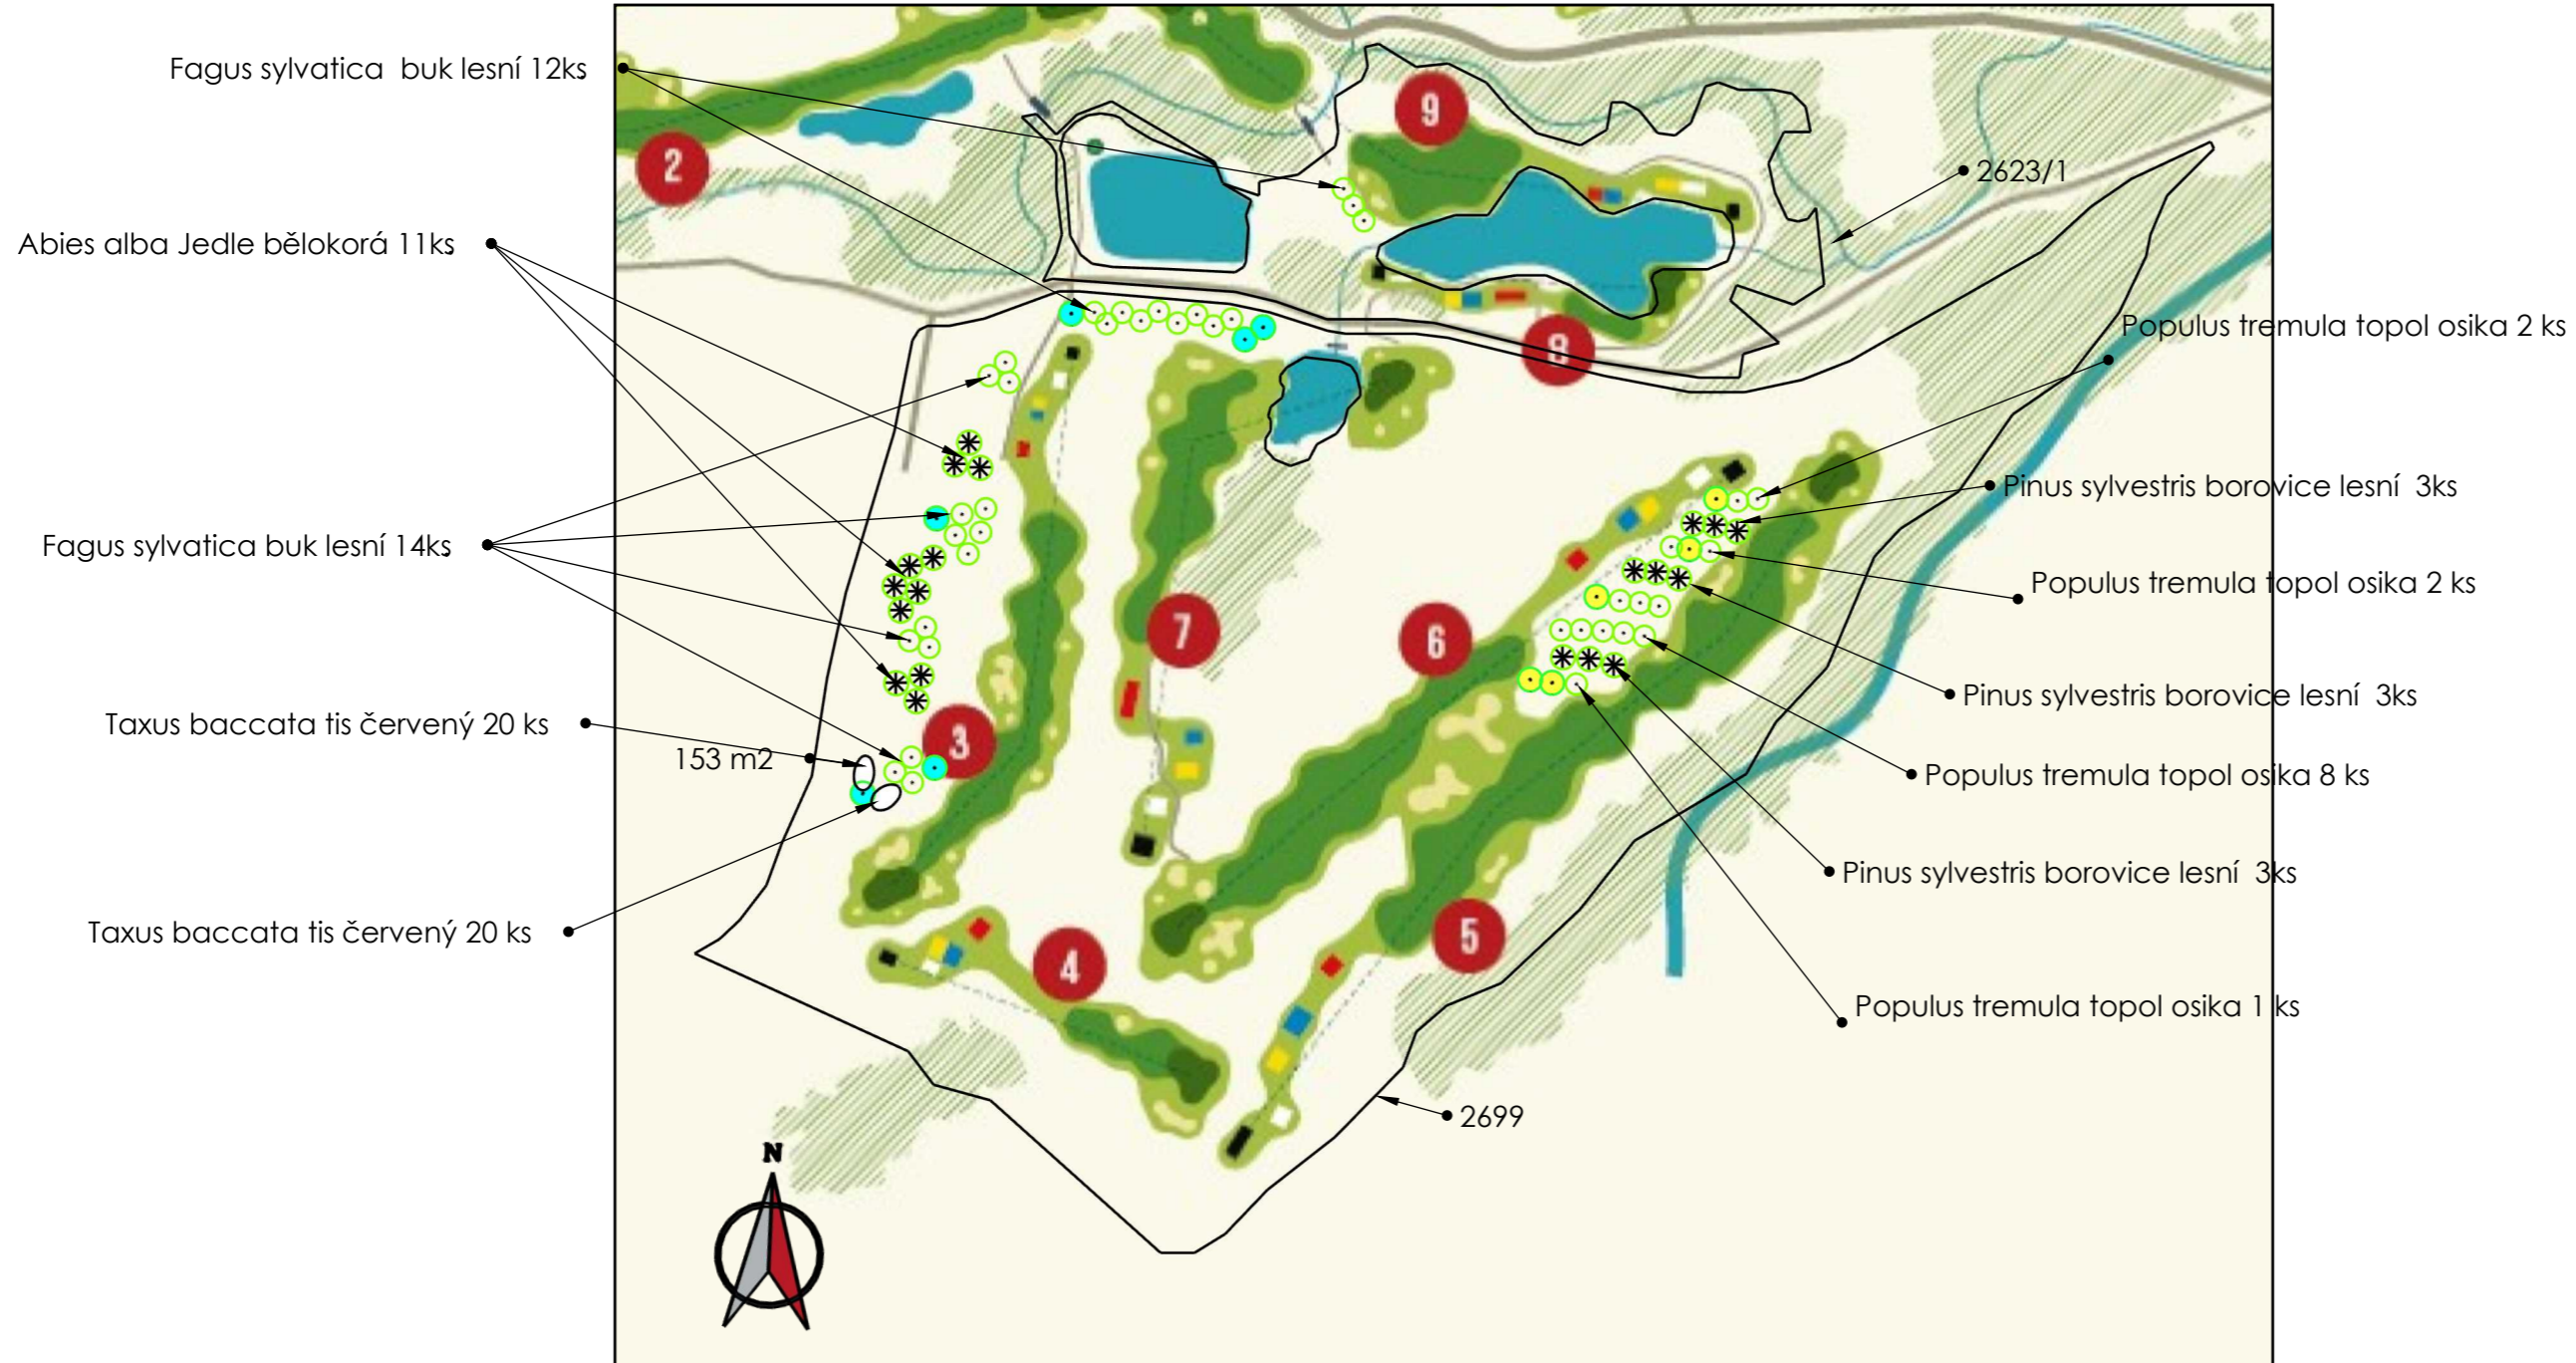 Fagus sylvatica  buk lesní 12ks
9
2
2623/1
Abies alba Jedle bělokorá 11ks
Populus tremula topol osika 2 ks
8
Pinus sylvestris borovice lesní  3ks
Fagus sylvatica buk lesní 14ks
Populus tremula topol osika 2 ks
7
6
Pinus sylvestris borovice lesní  3ks
Taxus baccata tis červený 20 ks
3
153 m2
Populus tremula topol osika 8 ks
Pinus sylvestris borovice lesní  3ks
Taxus baccata tis červený 20 ks
5
4
Populus tremula topol osika 1 ks
2699
N